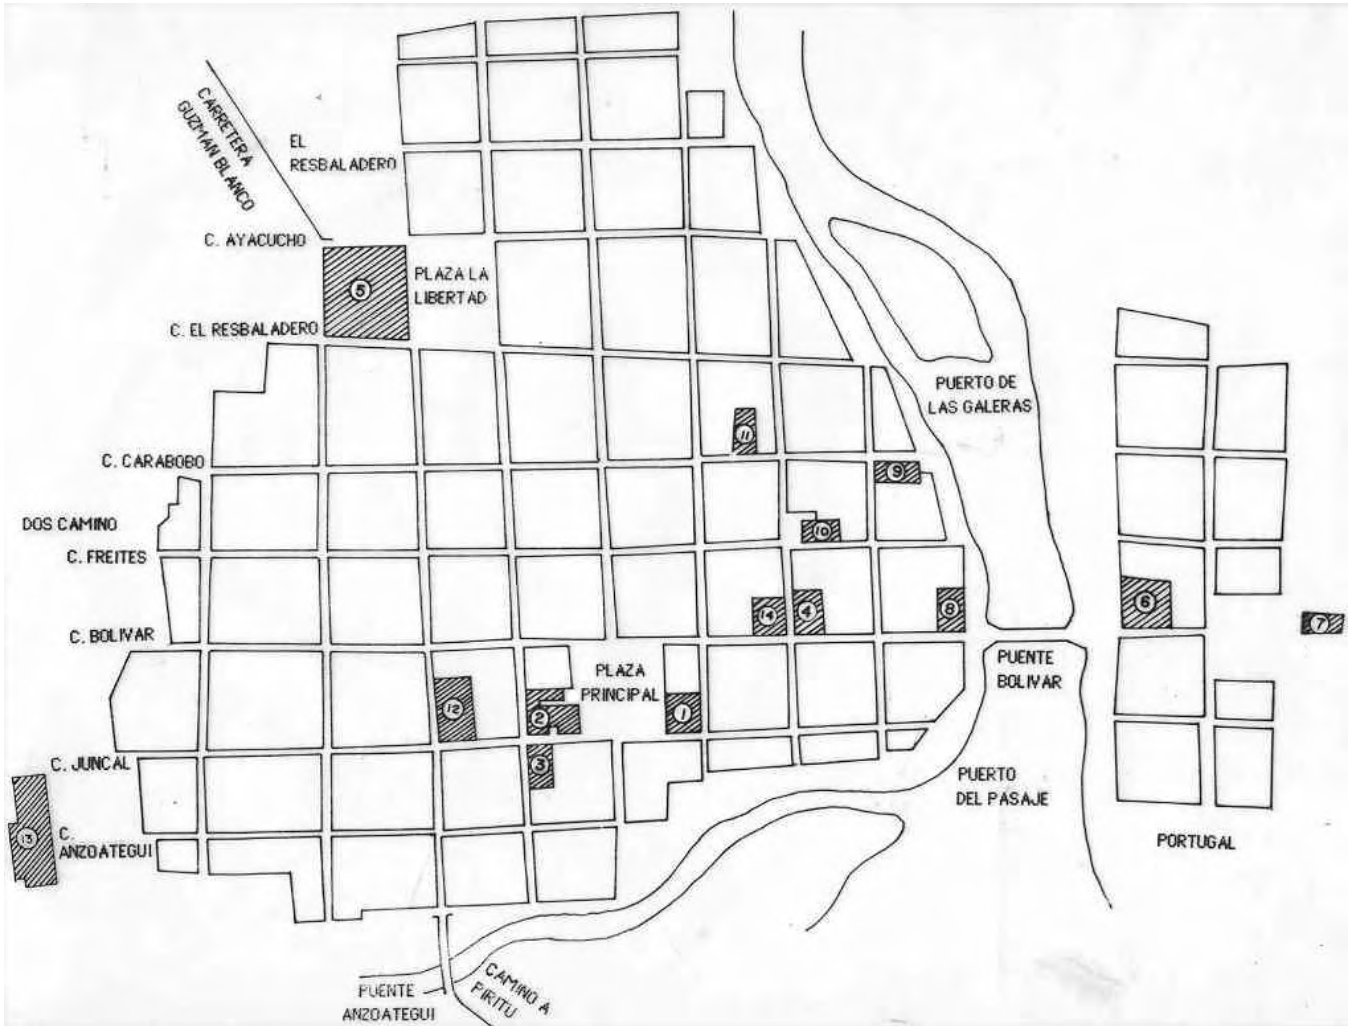 CARRETERA
GUZMAN BLANCO
EL
RESBALADERO
C. AYACUCHO
5
PLAZA LA
LIBERTAD
C. EL RESBALADERO
PUERTO DE
LAS GALERAS
11
C. CARABOBO
9
DOS CAMINO
10
C. FREITES
14
4
8
6
7
C. BOLIVAR
PLAZA
PRINCIPAL
PUENTE
BOLIVAR
12
2
1
C. JUNCAL
3
PUERTO
DEL PASAJE
13
C.
ANZOATEGUI
PORTUGAL
PUENTE
ANZOATEGUI
CAMINO A
PIRITU